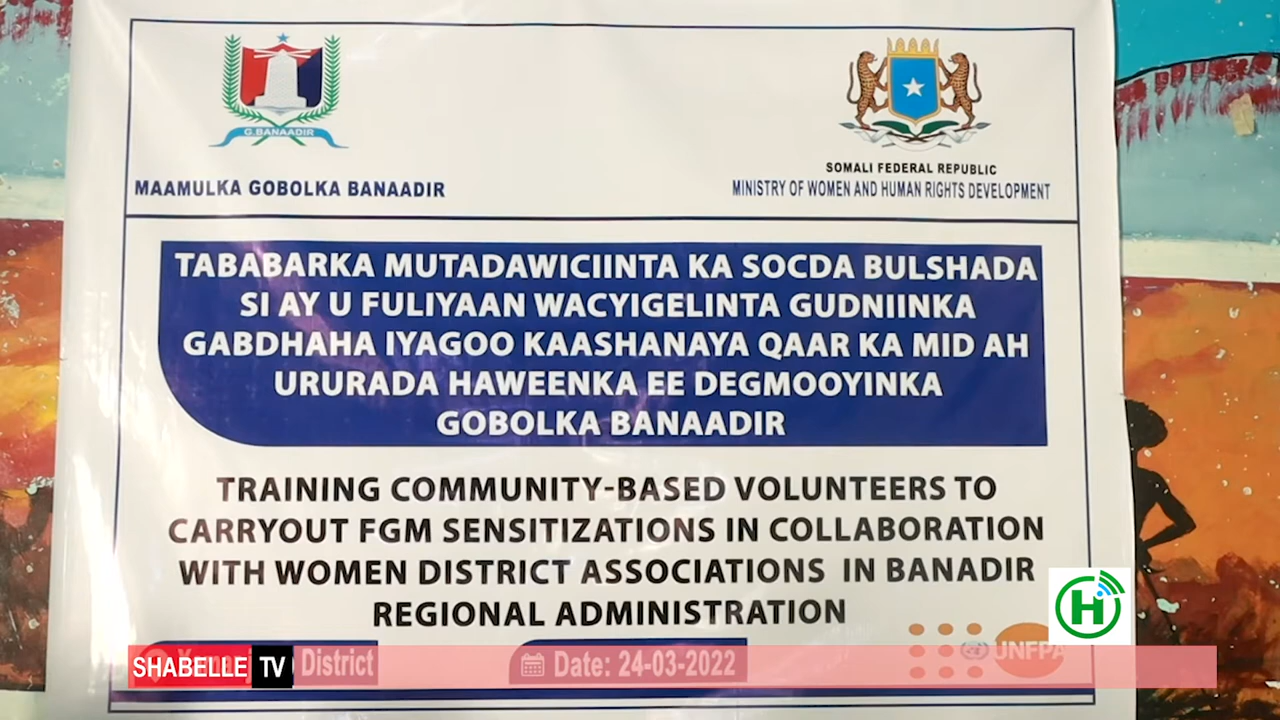 G.BANAADIR
MAAMULKA GOBOLKA BANAADIR
SOMALI FEDERAL REPUBLIC
MINISTRY OF WOMEN AND HUMAN RIGHTS DEVELOPMENT
TABABARKA MUTADAWICIINTA KA SOCDA BULSHADA
SI AY U FULIYAAN WACYIGELINTA GUDNIINKA
GABDHAHA IYAGOO KAASHANAYA QAAR KA MID AH
URURADA HAWEENKA EE DEGMOOYINKA
GOBOLKA BANAADIR
TRAINING COMMUNITY-BASED VOLUNTEERS TO
CARRYOUT FGM SENSITIZATIONS IN COLLABORATION
WITH WOMEN DISTRICT ASSOCIATIONS IN BANADIR
REGIONAL ADMINISTRATION
District
Date: 24-03-2022
UNFPA
SHABELLE TV
H